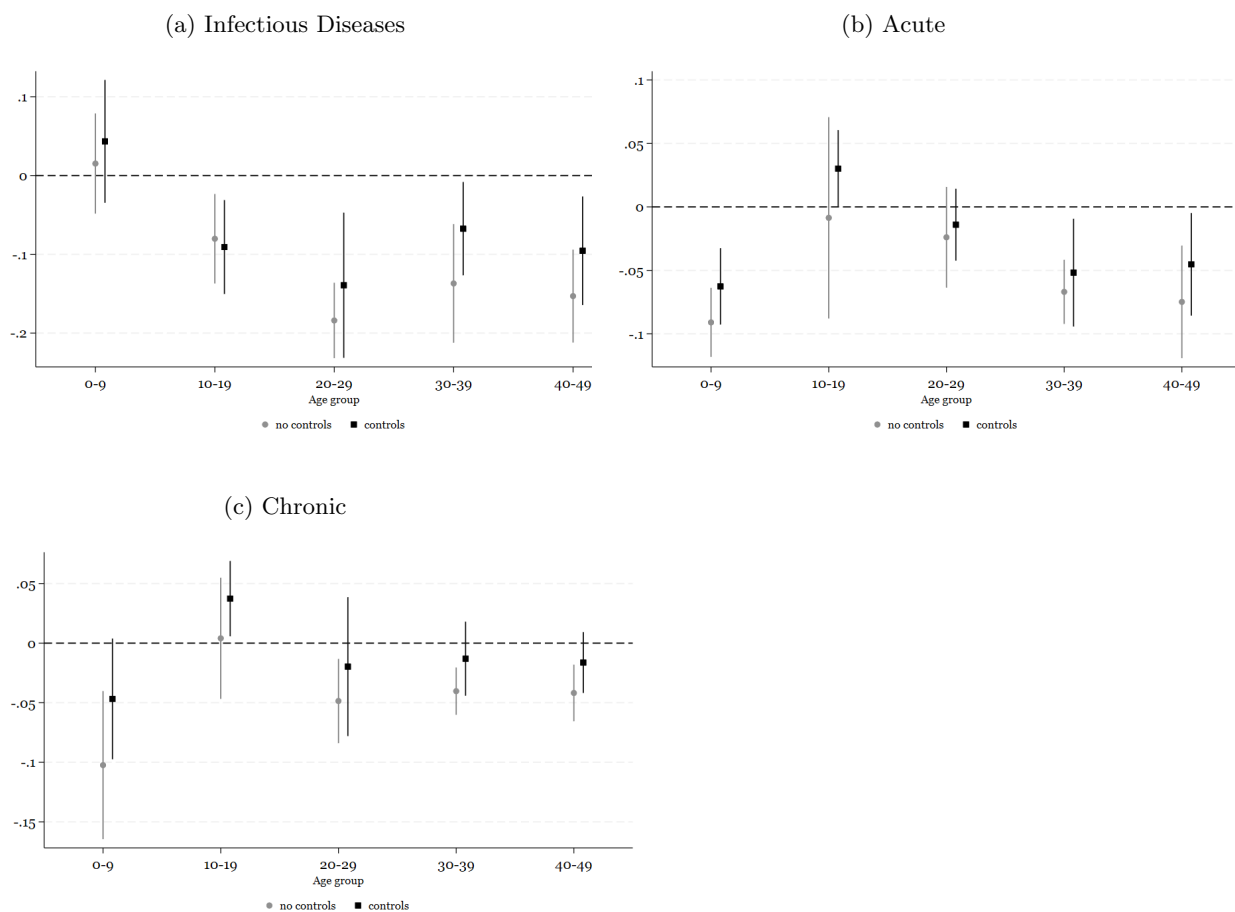 (a) Infectious Diseases
.1
0
-.1
-.2
0-9 10-19 20-29 30-39 40-49
Age group
no controls controls
(b) Acute
.1
.05
0
-.05
-.1
0-9 10-19 20-29 30-39 40-49
Age group
no controls controls
(c) Chronic
.05
0
-.05
-.1
-.15
0-9 10-19 20-29 30-39 40-49
Age group
no controls controls